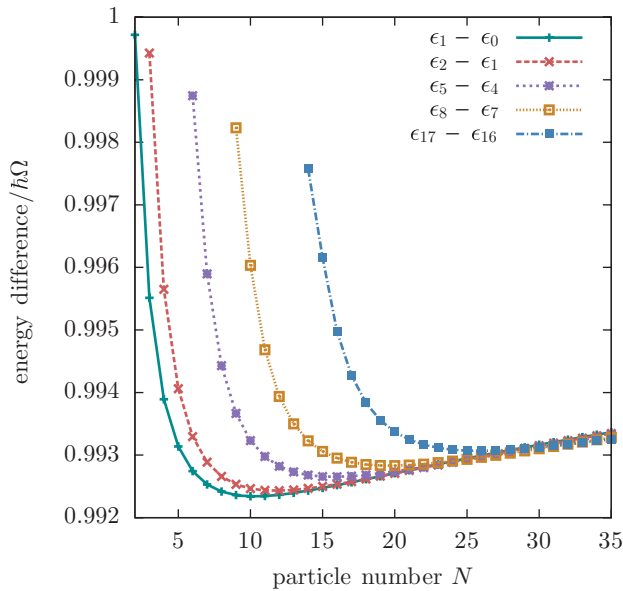 energy difference/ℏΩ
1
0.999
0.998
0.997
0.996
0.995
0.994
0.993
0.992
ϵ₁ − ϵ₀
ϵ₂ − ϵ₁
ϵ₅ − ϵ₄
ϵ₈ − ϵ₇
ϵ₁₇ − ϵ₁₆
5 10 15 20 25 30 35
particle number N